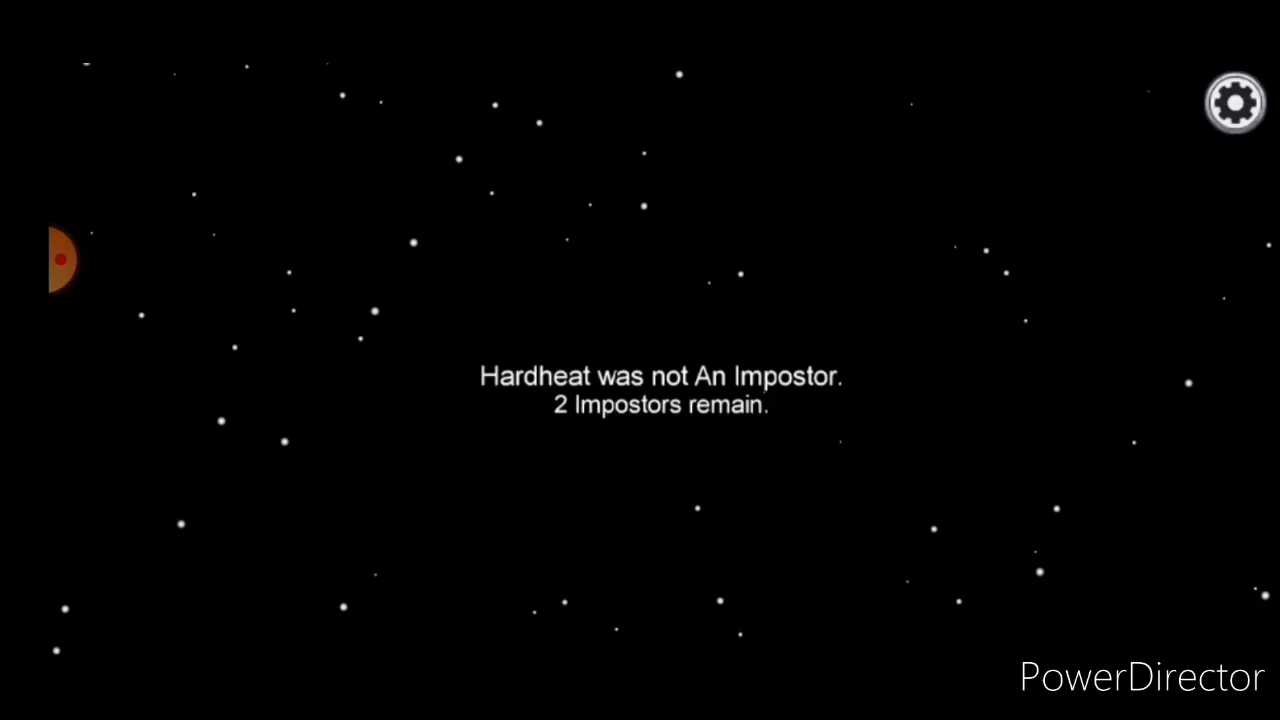 Hardheat was not An Impostor.
2 Impostors remain.
PowerDirector